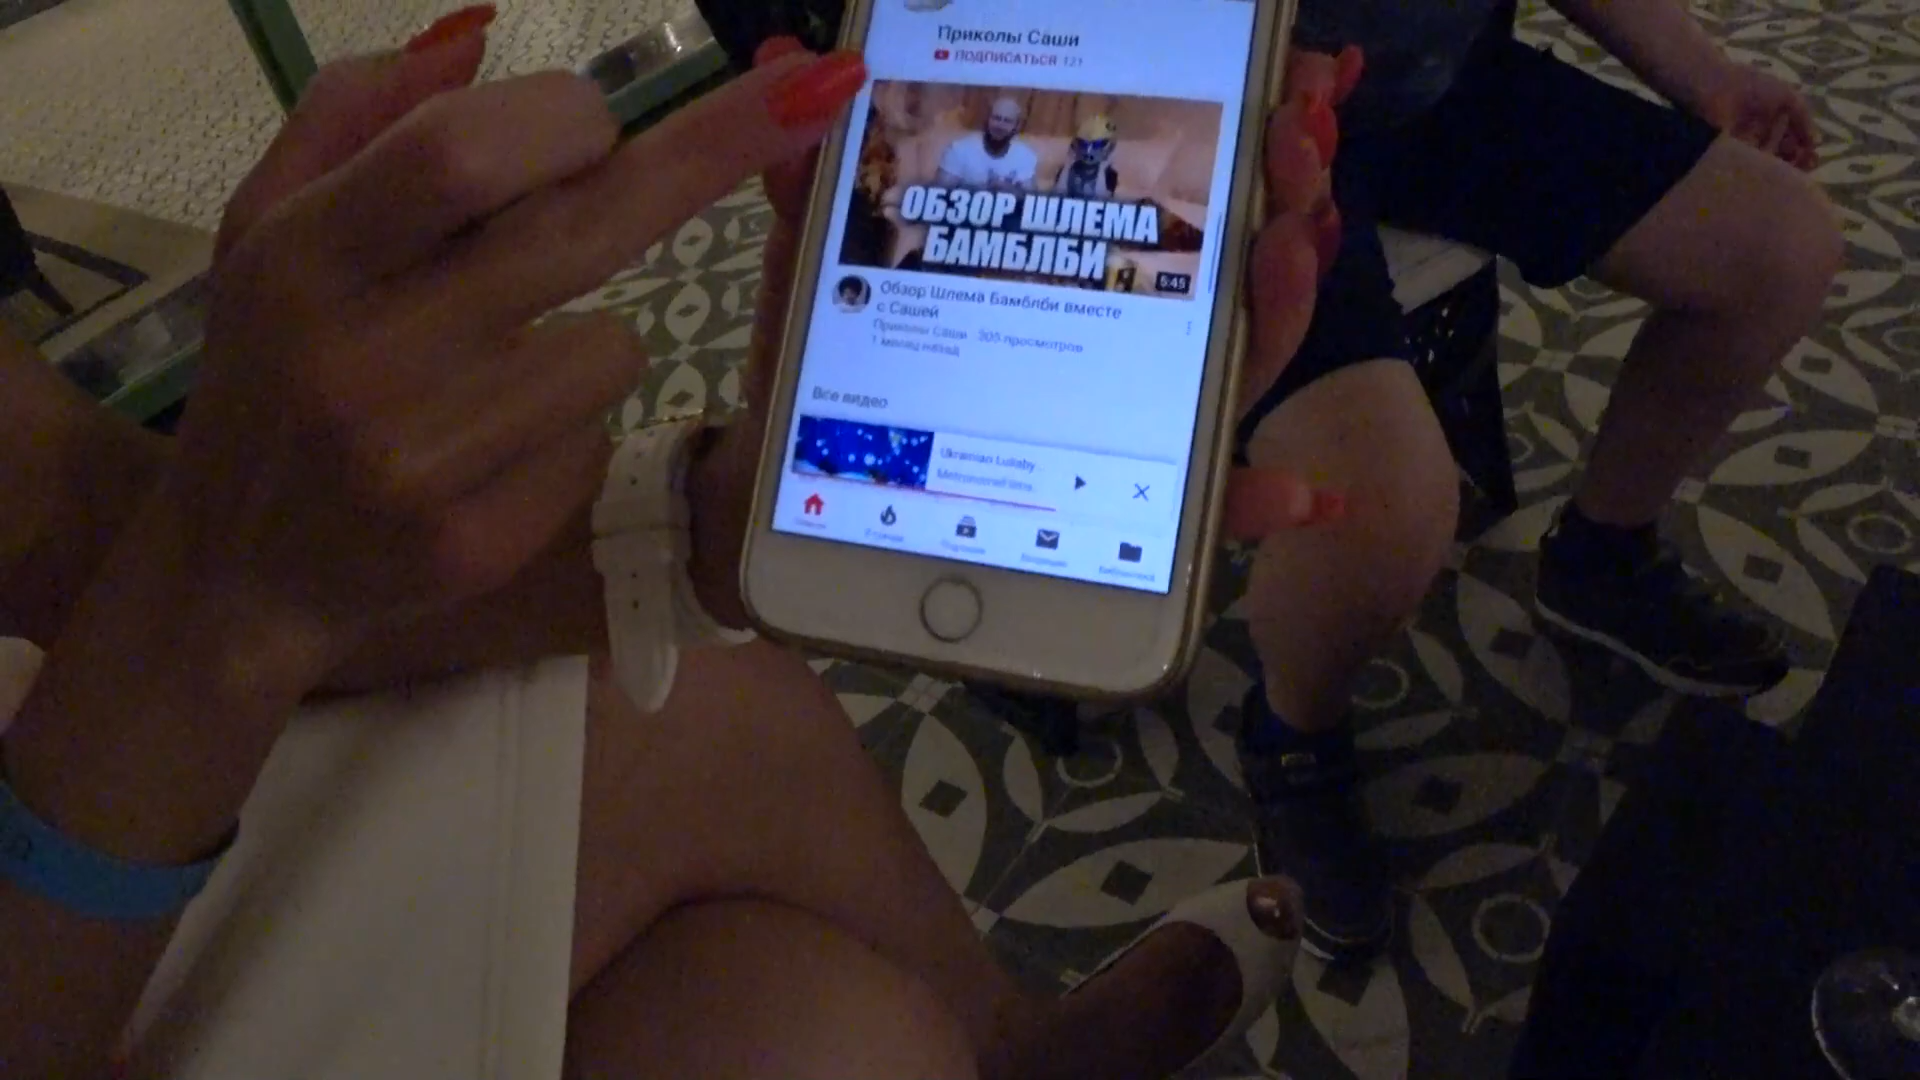 Приколы Саши
ПОДПИСАТЬСЯ 121
ОБЗОР ШЛЕМА
БАМБЛБИ
5:45
Обзор Шлема Бамблби вместе
с Сашей
Приколы Саши 305 просмотров
1 месяц назад
Все видео
Ukrainian Lullaby...